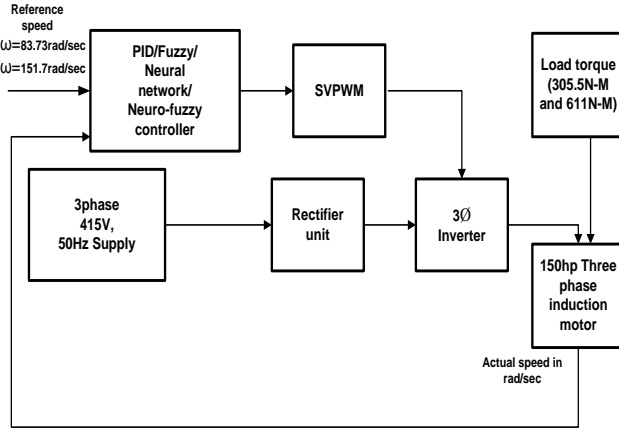 Reference
speed
ω=83.73rad/sec
ω=151.7rad/sec
PID/Fuzzy/
Neural
network/
Neuro-fuzzy
controller
SVPWM
Load torque
(305.5N-M
and 611N-M)
3phase
415V,
50Hz Supply
Rectifier
unit
3Ø
Inverter
150hp Three
phase
induction
motor
Actual speed in
rad/sec